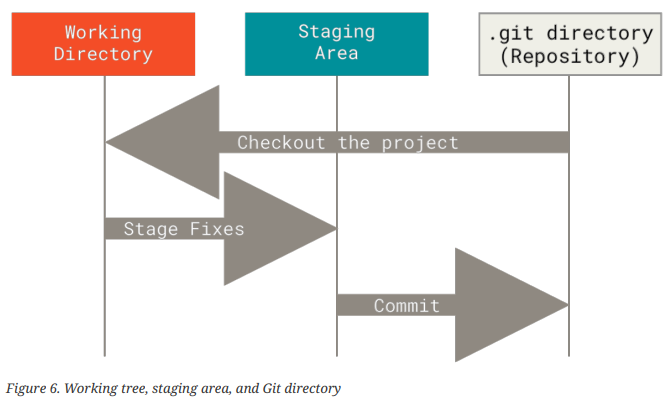 Working
Directory
Staging
Area
.git directory
(Repository)
Checkout the project
Stage Fixes
Commit
Figure 6. Working tree, staging area, and Git directory